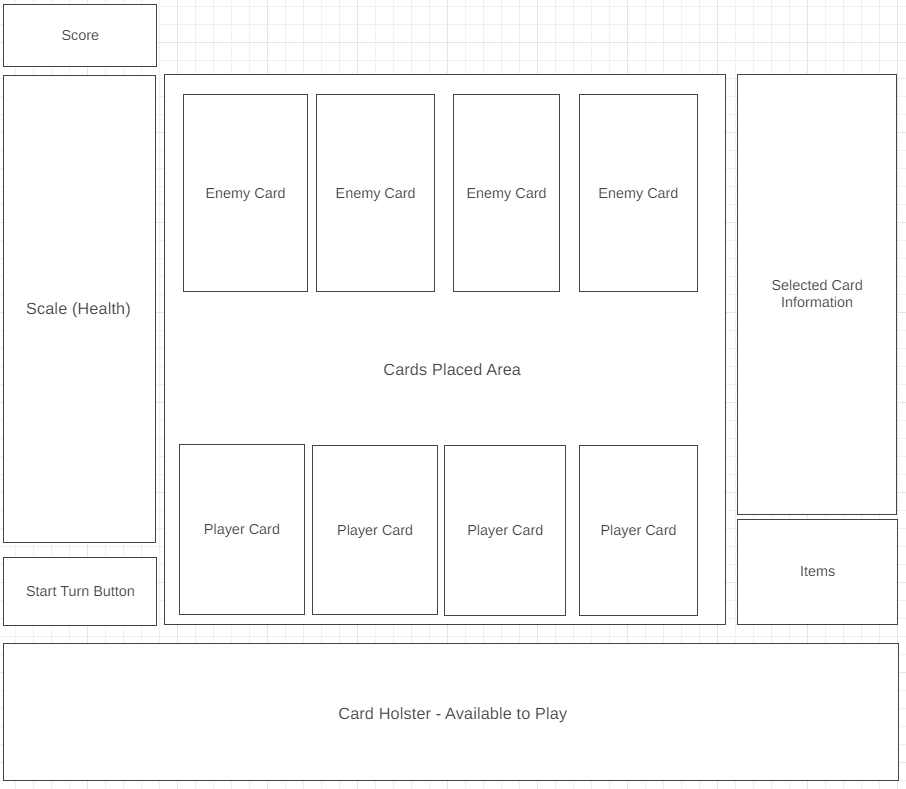 Score
Enemy Card
Enemy Card
Enemy Card
Enemy Card
Scale (Health)
Selected Card
Information
Cards Placed Area
Player Card
Player Card
Player Card
Player Card
Start Turn Button
Items
Card Holster - Available to Play